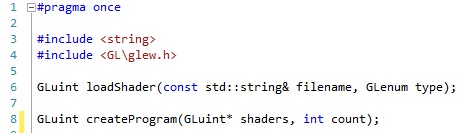 1 #pragma once
2
3 #include <string>
4 #include <GL\glew.h>
5
6 GLuint loadShader(const std::string& filename, GLenum type);
7
8 GLuint createProgram(GLuint* shaders, int count);